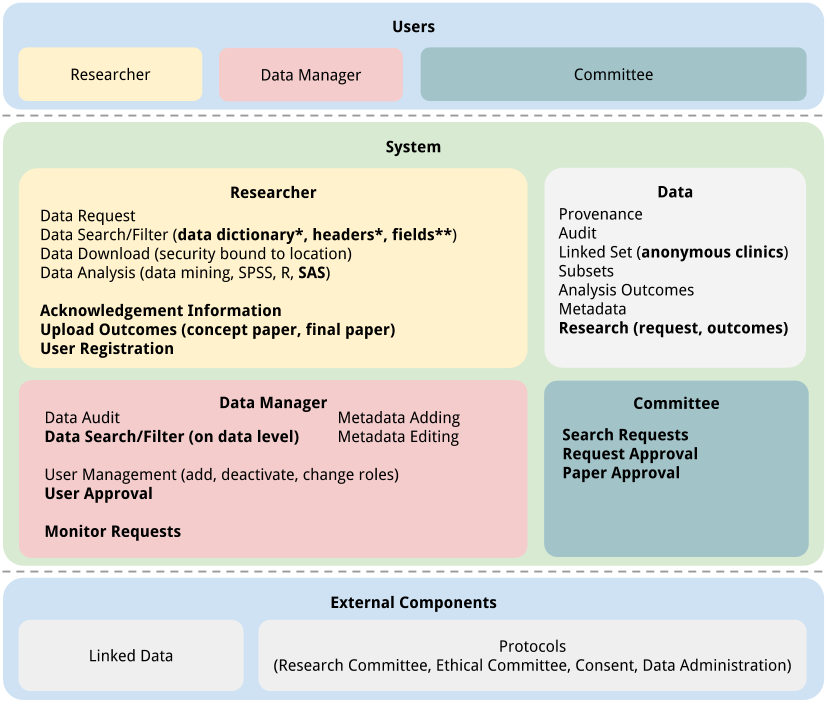 Users
Researcher
Data Manager
Committee
System
Researcher
Data Request
Data Search/Filter (data dictionary*, headers*, fields**)
Data Download (security bound to location)
Data Analysis (data mining, SPSS, R, SAS)
Acknowledgement Information
Upload Outcomes (concept paper, final paper)
User Registration
Data
Provenance
Audit
Linked Set (anonymous clinics)
Subsets
Analysis Outcomes
Metadata
Research (request, outcomes)
Data Manager
Data Audit
Data Search/Filter (on data level)
Metadata Adding
Metadata Editing
User Management (add, deactivate, change roles)
User Approval
Monitor Requests
Committee
Search Requests
Request Approval
Paper Approval
External Components
Linked Data
Protocols
(Research Committee, Ethical Committee, Consent, Data Administration)